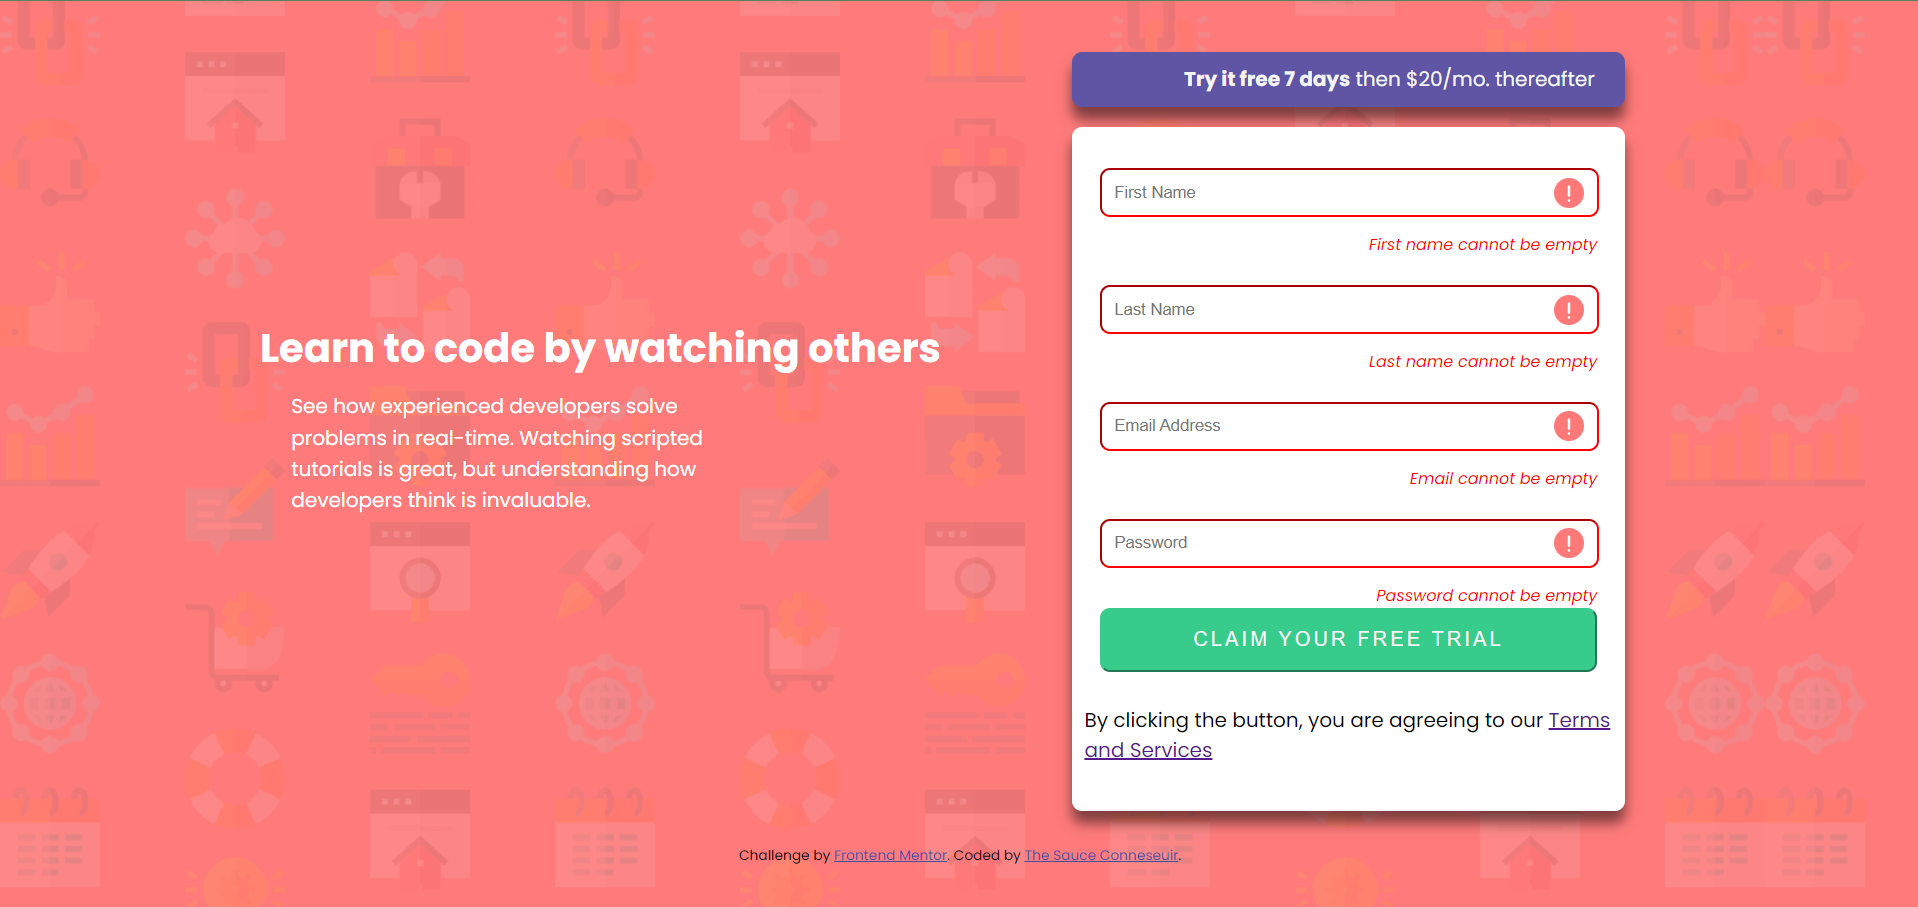 Learn to code by watching others
See how experienced developers solve
problems in real-time. Watching scripted
tutorials is great, but understanding how
developers think is invaluable.
Try it free 7 days then $20/mo. thereafter
First Name
First name cannot be empty
Last Name
Last name cannot be empty
Email Address
Email cannot be empty
Password
Password cannot be empty
CLAIM YOUR FREE TRIAL
By clicking the button, you are agreeing to our Terms
and Services
Challenge by Frontend Mentor. Coded by The Sauce Conneseuir.